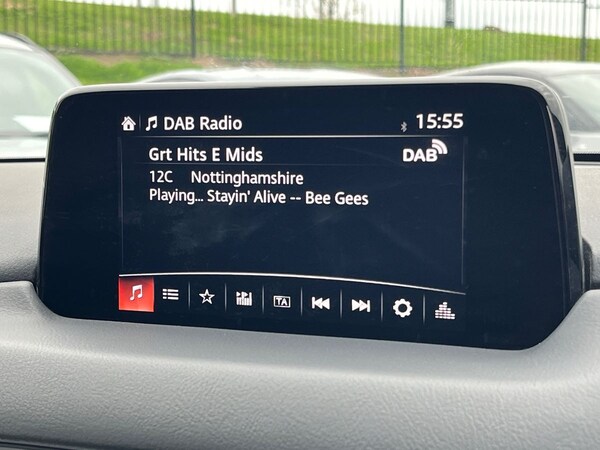 DAB Radio 15:55
Grt Hits E Mids DAB
12C Nottinghamshire
Playing... Stayin' Alive -- Bee Gees
TA